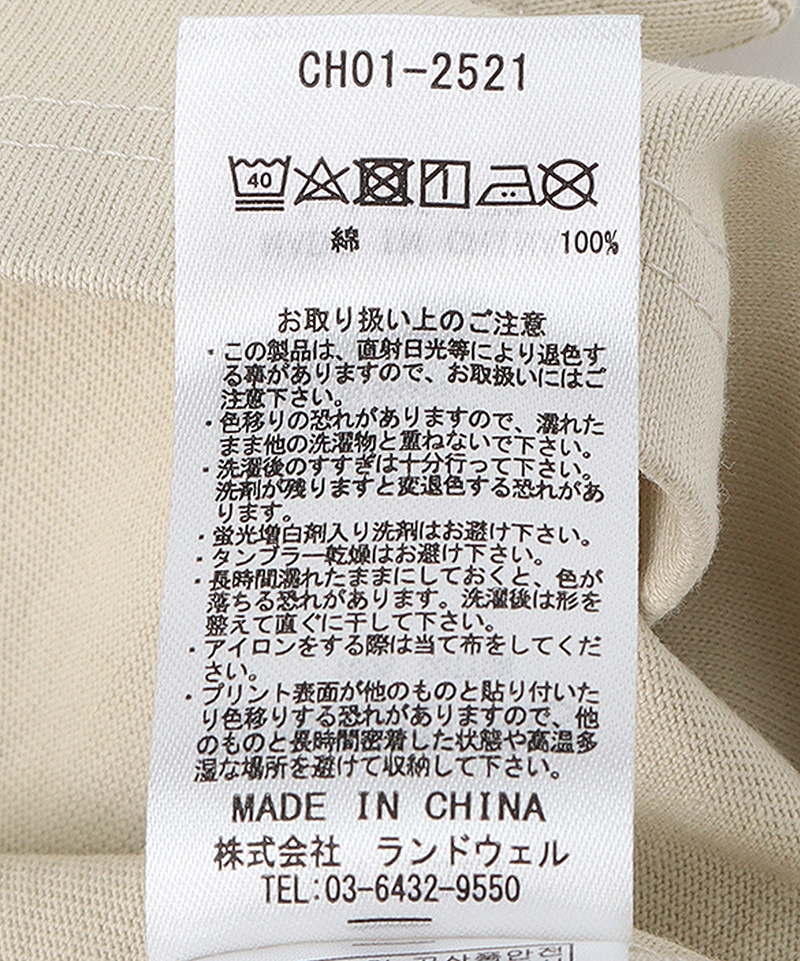 CH01-2521
40
綿 100%
お取り扱い上のご注意
・この製品は、直射日光等により退色す
る事がありますので、お取扱いにはご
注意下さい。
・色移りの恐れがありますので、濡れた
まま他の洗濯物と重ねないで下さい。
・洗濯後のすすぎは十分行って下さい。
洗剤が残りますと変退色する恐れがあ
ります。
・蛍光増白剤入り洗剤はお避け下さい。
・タンブラー乾燥はお避け下さい。
・長時間濡れたままにしておくと、色が
落ちる恐れがあります。洗濯後は形を
整えて直ぐに干して下さい。
・アイロンをする際は当て布をしてくだ
さい。
・プリント表面が他のものと貼り付いた
り色移りする恐れがありますので、他
のものと長時間密着した状態や高温多
湿な場所を避けて収納して下さい。
MADE IN CHINA
株式会社 ランドウェル
TEL:03-6432-9550